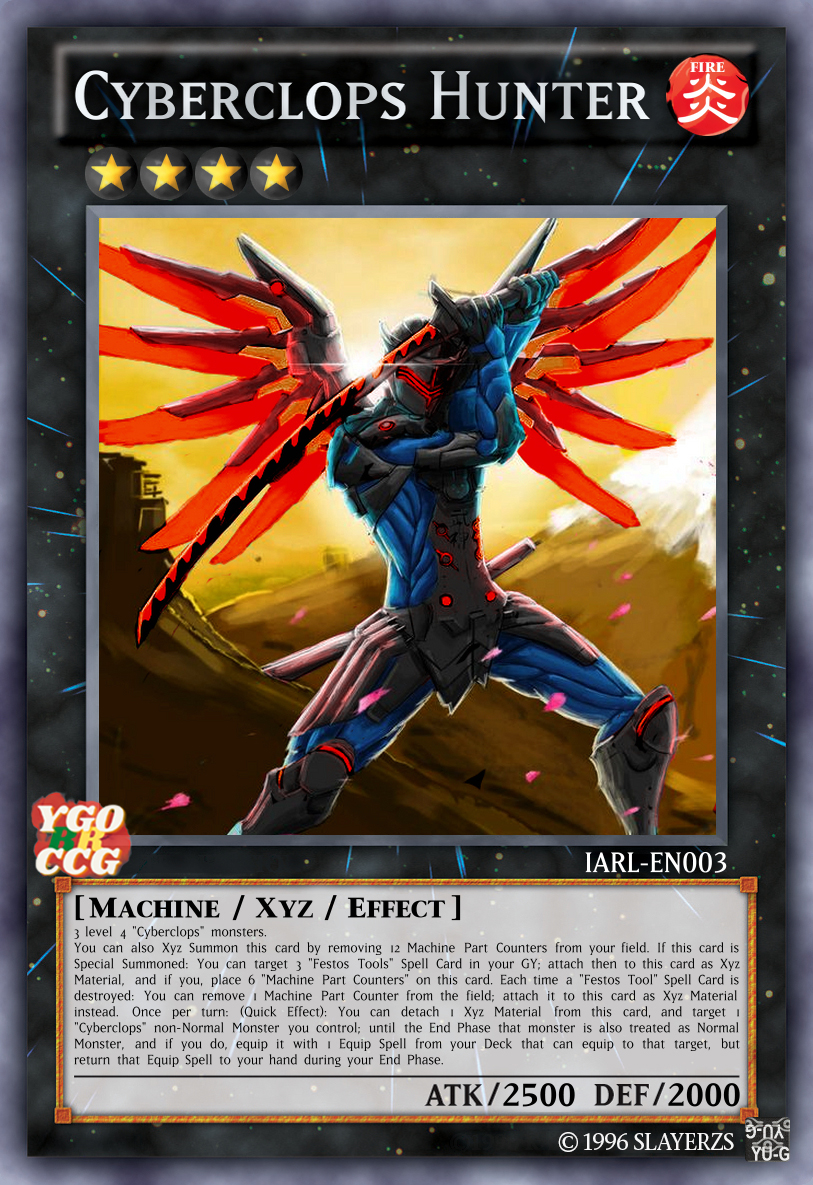 Cyberclops Hunter
FIRE
炎
YGO
RR
CCG
IARL-EN003
[ Machine / Xyz / Effect ]
3 level 4 "Cyberclops" monsters.
You can also Xyz Summon this card by removing 12 Machine Part Counters from your field. If this card is
Special Summoned: You can target 3 "Festos Tools" Spell Card in your GY; attach then to this card as Xyz
Material, and if you, place 6 "Machine Part Counters" on this card. Each time a "Festos Tool" Spell Card is
destroyed: You can remove 1 Machine Part Counter from the field; attach it to this card as Xyz Material
instead. Once per turn: (Quick Effect): You can detach 1 Xyz Material from this card, and target 1
"Cyberclops" non-Normal Monster you control; until the End Phase that monster is also treated as Normal
Monster, and if you do, equip it with 1 Equip Spell from your Deck that can equip to that target, but
return that Equip Spell to your hand during your End Phase.
ATK/2500 DEF/2000
© 1996 SLAYERZS
YU-G
YU-G